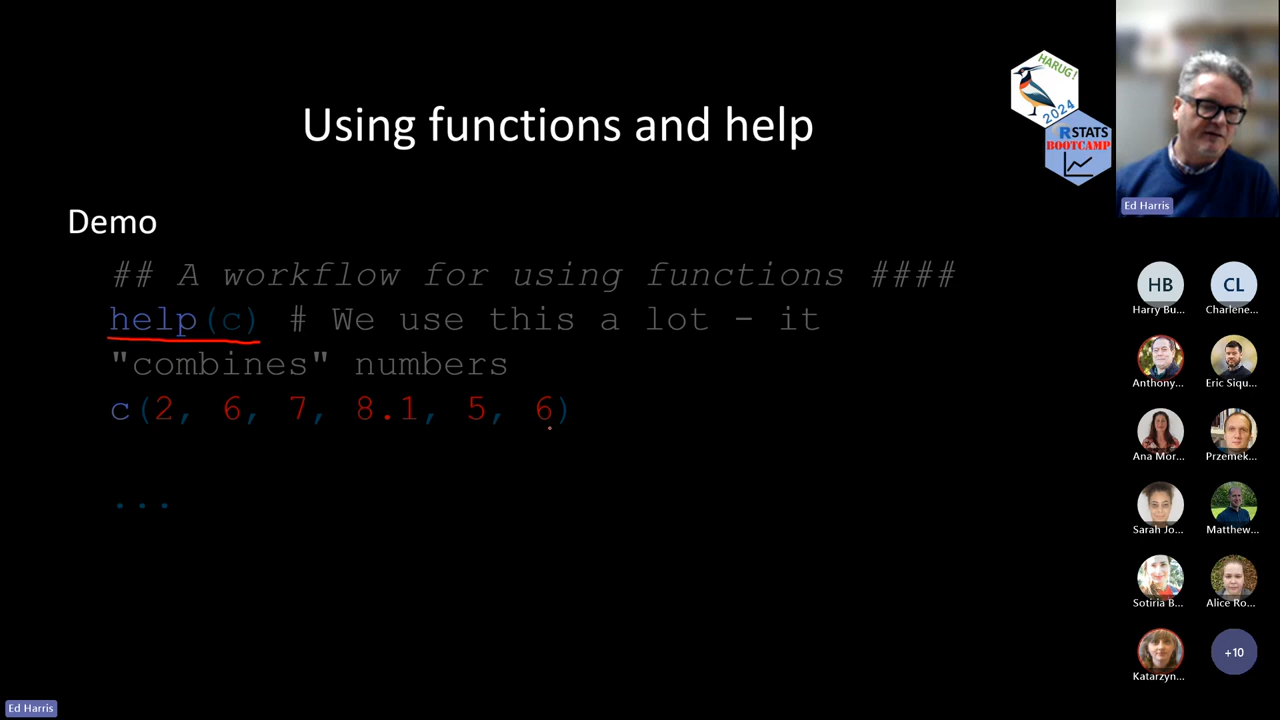 Using functions and help
HARUG!
2024
RSTATS
BOOTCAMP
Ed Harris
Demo
## A workflow for using functions ####
help(c) # We use this a lot - it
"combines" numbers
c(2, 6, 7, 8.1, 5, 6)
...
HB
Harry Bu...
CL
Charlene...
Anthony...
Eric Siqu...
Ana Mor...
Przemek...
Sarah Jo...
Matthew...
Sotiria B...
Alice Ro...
Katarzyn...
+10
Ed Harris